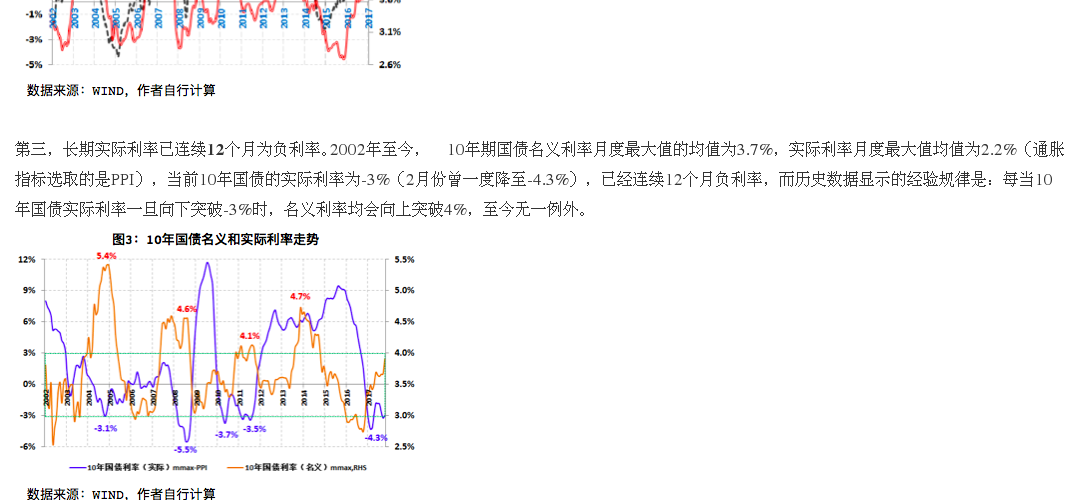 3.6%
-1%
3.1%
-3%
-5%
2.6%
2002 2003 2004 2005 2006 2007 2008 2009 2010 2011 2012 2013 2014 2015 2016 2017
数据来源：WIND，作者自行计算
第三，长期实际利率已连续12个月为负利率。2002年至今， 10年期国债名义利率月度最大值的均值为3.7%，实际利率月度最大值均值为2.2%（通胀
指标选取的是PPI），当前10年国债的实际利率为-3%（2月份曾一度降至-4.3%），已经连续12个月负利率，而历史数据显示的经验规律是：每当10
年国债实际利率一旦向下突破-3%时，名义利率均会向上突破4%，至今无一例外。
图3：10年国债名义和实际利率走势
12% 5.4% 5.5%
9% 5.0%
4.6% 4.7%
6% 4.5%
4.1%
3% 4.0%
0% 3.5%
2002 2003 2004 2005 2006 2007 2008 2009 2010 2011 2012 2013 2014 2015 2016 2017
-3% 3.0%
-3.1% -3.7% -3.5% -4.3%
-6% -5.5% 2.5%
10年国债利率（实际）mmax-PPI 10年国债利率（名义）mmax,RHS
数据来源：WIND，作者自行计算